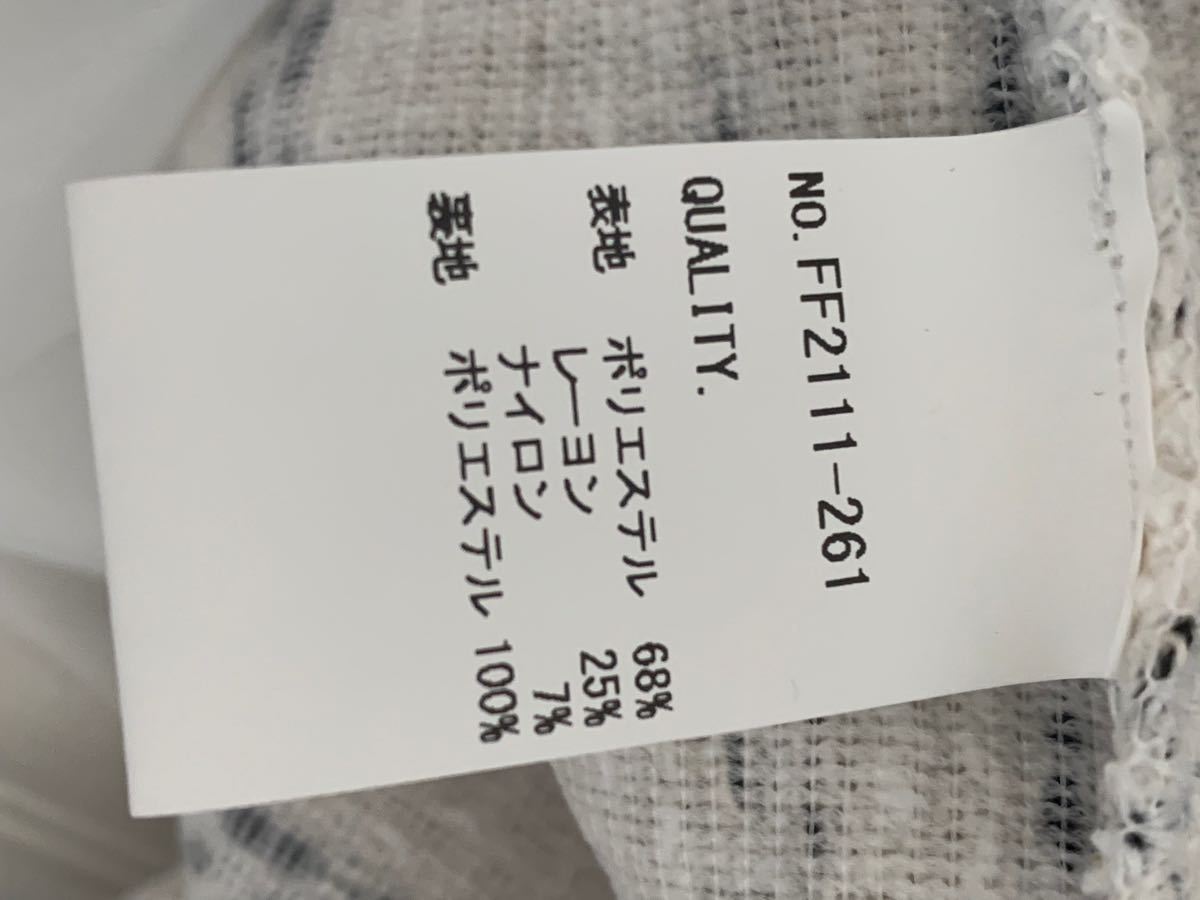 NO.FF2111-261
QUALITY.
表地 ポリエステル 68%
レーヨン 25%
ナイロン 7%
裏地 ポリエステル 100%